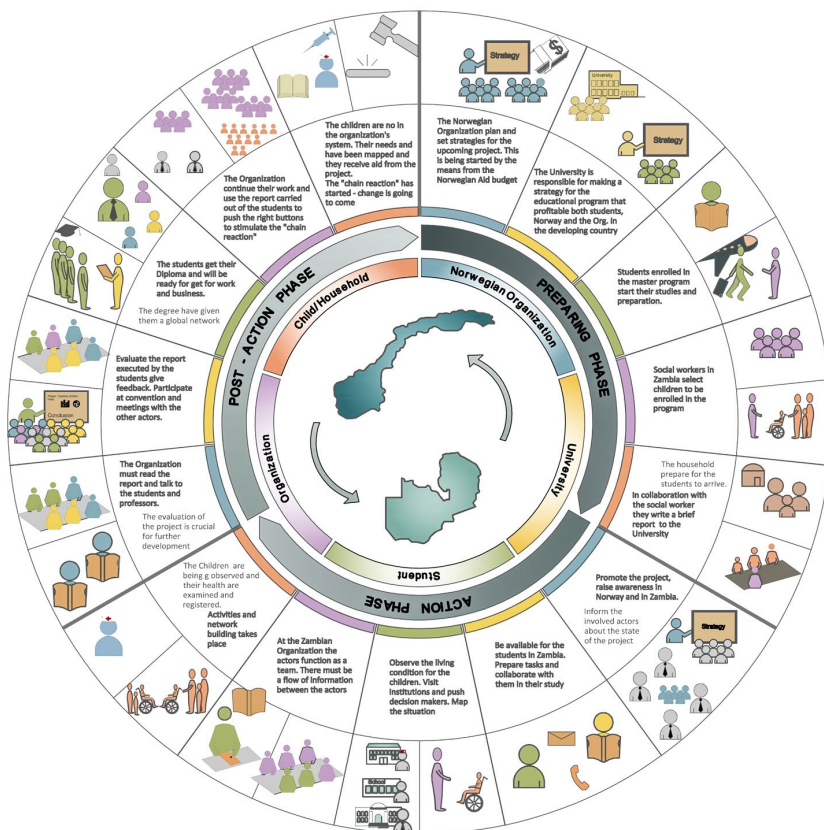 Strategy
$
The Norwegian
Organization plan and
set strategies for the
upcoming project. This
is being started by the
means from the
Norwegian Aid budget
University
Strategy
The University is
responsible for making a
strategy for the
educational program that
profitable both students,
Norway and the Org. in
the developing country
Students enrolled in
the master program
start their studies and
preparation.
Social workers in
Zambia select
children to be
enrolled in the
program
The household
prepare for the
students to arrive.
In collaboration with
the social worker
they write a brief
report to the
University
Promote the project,
raise awareness in
Norway and in Zambia.
Inform the
involved actors
about the state
of the project
Strategy
Be available for the
students in Zambia.
Prepare tasks and
collaborate with
them in their study
Observe the living
condition for the
children. Visit
Institutions and push
decision makers. Map
the situation
School
At the Zambian
Organization the
actors function as a
team. There must be
a flow of information
between the actors
The Children are
being g observed and
their health are
examined and
registered.
Activities and
network
building takes
place
The Organization
must read the
report and talk to
the students and
professors.
The evaluation of
the project is crucial
for further
development
Evaluate the report
executed by the
students give
feedback. Participate
at convention and
meetings with the
other actors.
Conclusion
The students get their
Diploma and will be
ready for get for work
and business.
The degree have given
them a global network
The Organization
continue their work and
use the report carried
out of the students to
push the right buttons
to stimulate the "chain
reaction"
The children are no in
the organization's
system. Their needs and
have been mapped and
they receive aid from the
project.
The "chain reaction" has
started - change is going
to come
PREPARING PHASE
ACTION PHASE
POST - ACTION PHASE
Norwegian Organization
University
Student
Organization
Child/Household